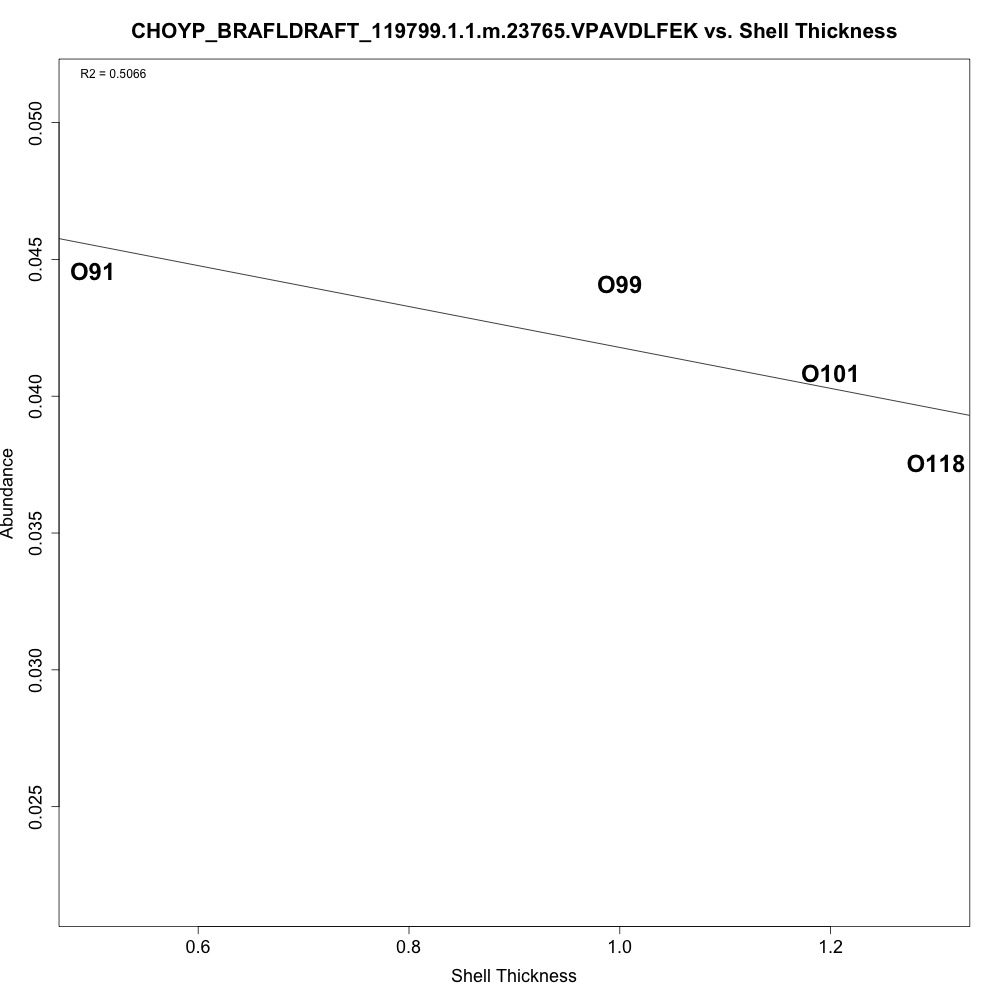 CHOYP_BRAFLDRAFT_119799.1.1.m.23765.VPAVDLFEK vs. Shell Thickness
R2 = 0.5066
0.050
0.045
0.040
0.035
0.030
0.025
Abundance
O91
O99
O101
O118
0.6
0.8
1.0
1.2
Shell Thickness